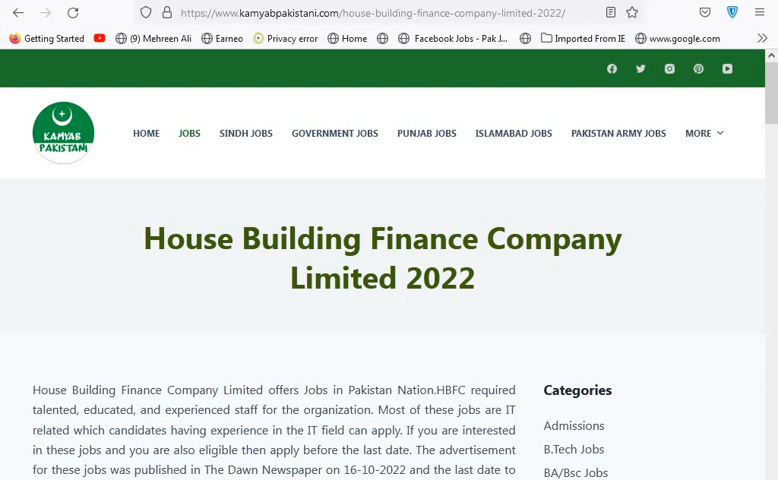 https://www.kamyabpakistani.com/house-building-finance-company-limited-2022/
Getting Started (9) Mehreen Ali Earneo Privacy error Home Facebook Jobs - Pak J... Imported From IE www.google.com
KAMYAB
PAKISTANI
HOME JOBS SINDH JOBS GOVERNMENT JOBS PUNJAB JOBS ISLAMABAD JOBS PAKISTAN ARMY JOBS MORE
House Building Finance Company
Limited 2022
House Building Finance Company Limited offers Jobs in Pakistan Nation.HBFC required
talented, educated, and experienced staff for the organization. Most of these jobs are IT
related which candidates having experience in the IT field can apply. If you are interested
in these jobs and you are also eligible then apply before the last date. The advertisement
for these jobs was published in The Dawn Newspaper on 16-10-2022 and the last date to
Categories
Admissions
B.Tech Jobs
BA/Bsc Jobs